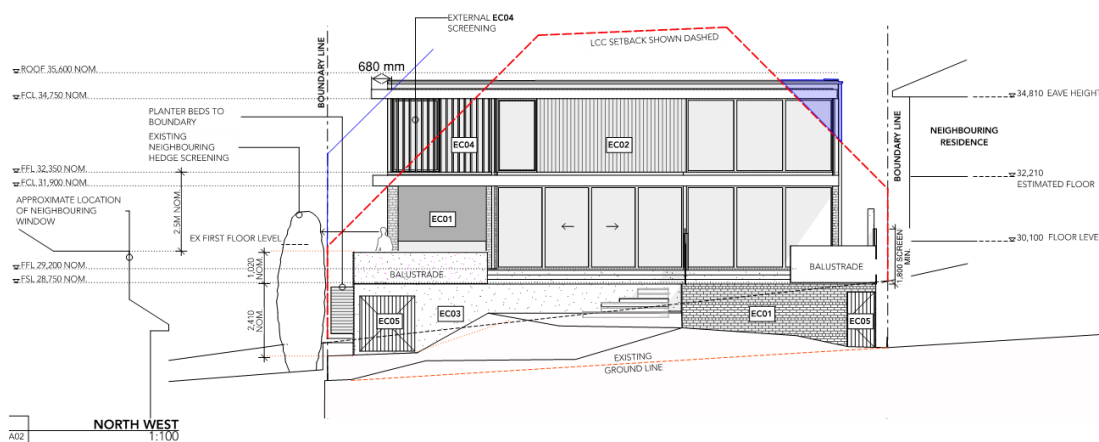 EXTERNAL EC04
SCREENING
LCC SETBACK SHOWN DASHED
BOUNDARY LINE
680 mm
ROOF 35,600 NOM.
FCL 34,750 NOM.
PLANTER BEDS TO
BOUNDARY
EXISTING
NEIGHBOURING
HEDGE SCREENING
FFL 32,350 NOM.
FCL 31,900 NOM.
APPROXIMATE LOCATION
OF NEIGHBOURING
WINDOW
2.5M NOM.
EX FIRST FLOOR LEVEL
FFL 29,200 NOM.
FSL 28,750 NOM.
1,020
NOM.
2,410
NOM.
EC04
EC02
EC01
BALUSTRADE
BALUSTRADE
EC05
EC03
EC01
EC05
1,800 SCREEN
MIN.
BOUNDARY LINE
34,810 EAVE HEIGHT
NEIGHBOURING
RESIDENCE
32,210
ESTIMATED FLOOR
30,100 FLOOR LEVE
EXISTING
GROUND LINE
NORTH WEST
1:100
A02